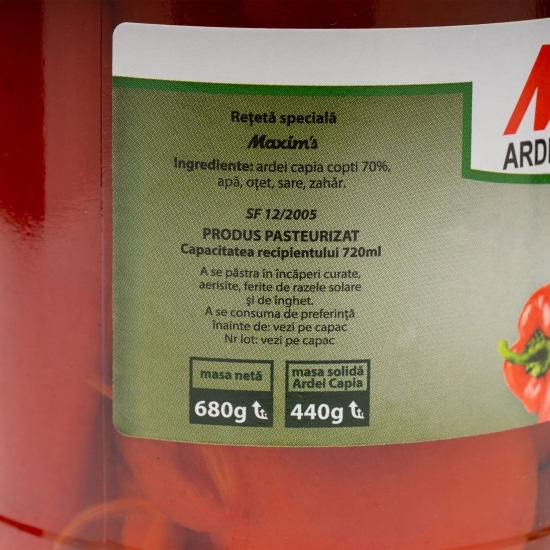 Rețetă specială
Maxim's
Ingrediente: ardei capia copti 70%,
apă, oțet, sare, zahăr.
SF 12/2005
PRODUS PASTEURIZAT
Capacitatea recipientului 720ml
A se păstra în încăperi curate,
aerisite, ferite de razele solare
și de îngheț.
A se consuma de preferință
înainte de: vezi pe capac
Nr lot: vezi pe capac
masa netă
680g
masa solidă
Ardei Capia
440g
ARDE